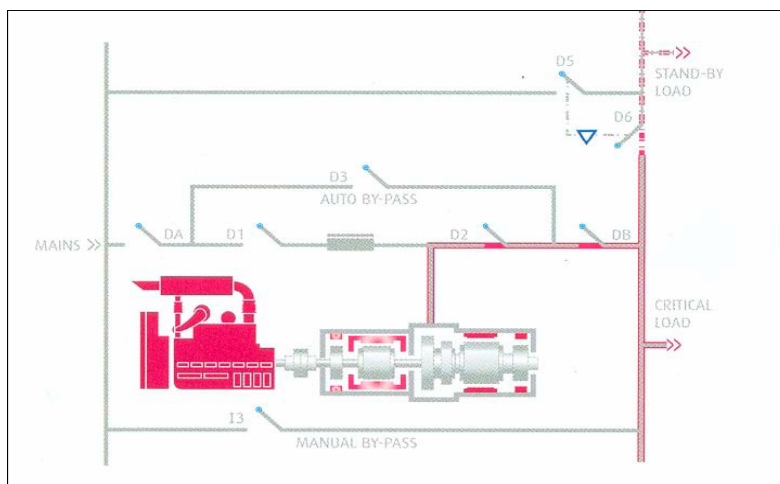 D5
STAND-BY
LOAD
D6
D3
AUTO BY-PASS
MAINS
DA
D1
D2
DB
CRITICAL
LOAD
I3
MANUAL BY-PASS